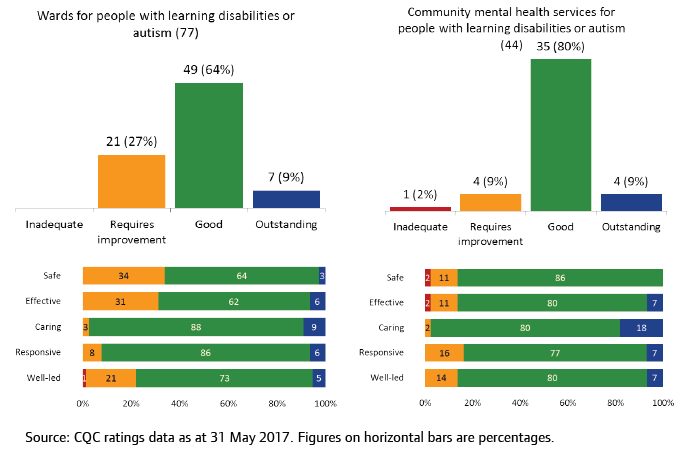 Wards for people with learning disabilities or
autism (77)
49 (64%)
21 (27%)
7 (9%)
Inadequate
Requires
improvement
Good
Outstanding
Safe
34
64
3
Effective
31
62
6
Caring
3
88
9
Responsive
8
86
6
Well-led
1
21
73
5
0%
20%
40%
60%
80%
100%
Community mental health services for
people with learning disabilities or autism
(44)
35 (80%)
1 (2%)
4 (9%)
4 (9%)
Inadequate
Requires
improvement
Good
Outstanding
Safe
2
11
86
Effective
2
11
80
7
Caring
2
80
18
Responsive
16
77
7
Well-led
14
80
7
0%
20%
40%
60%
80%
100%
Source: CQC ratings data as at 31 May 2017. Figures on horizontal bars are percentages.